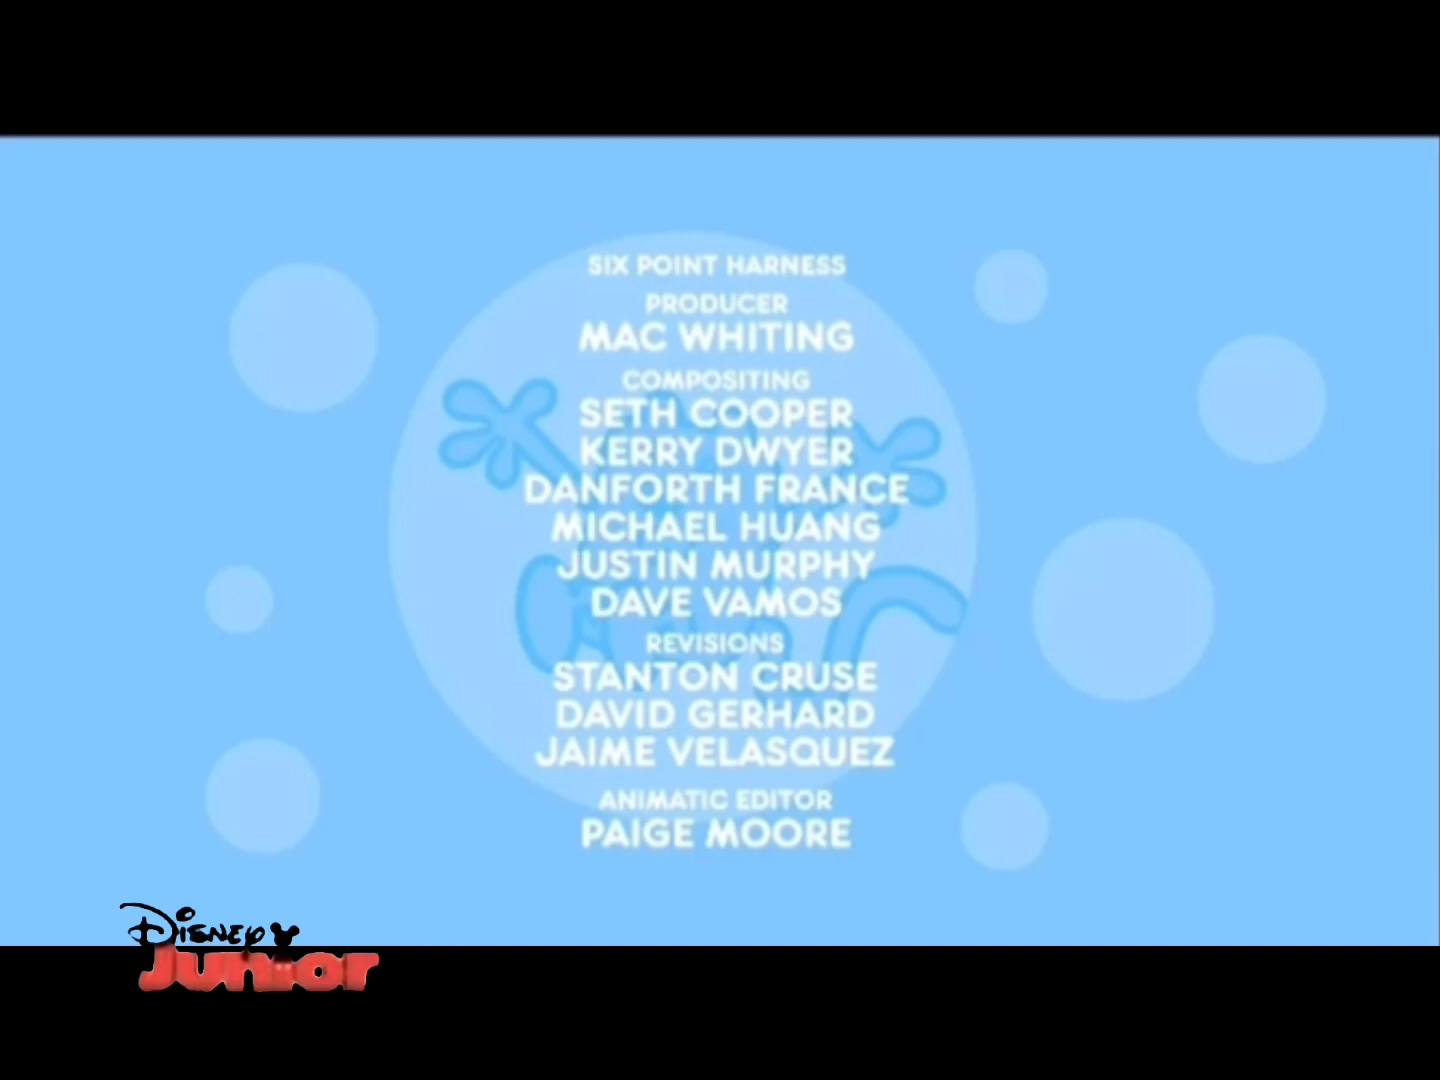 SIX POINT HARNESS
PRODUCER
MAC WHITING
COMPOSITING
SETH COOPER
KERRY DWYER
DANFORTH FRANCE
MICHAEL HUANG
JUSTIN MURPHY
DAVE VAMOS
REVISIONS
STANTON CRUSE
DAVID GERHARD
JAIME VELASQUEZ
ANIMATIC EDITOR
PAIGE MOORE
DISNEY
Junior